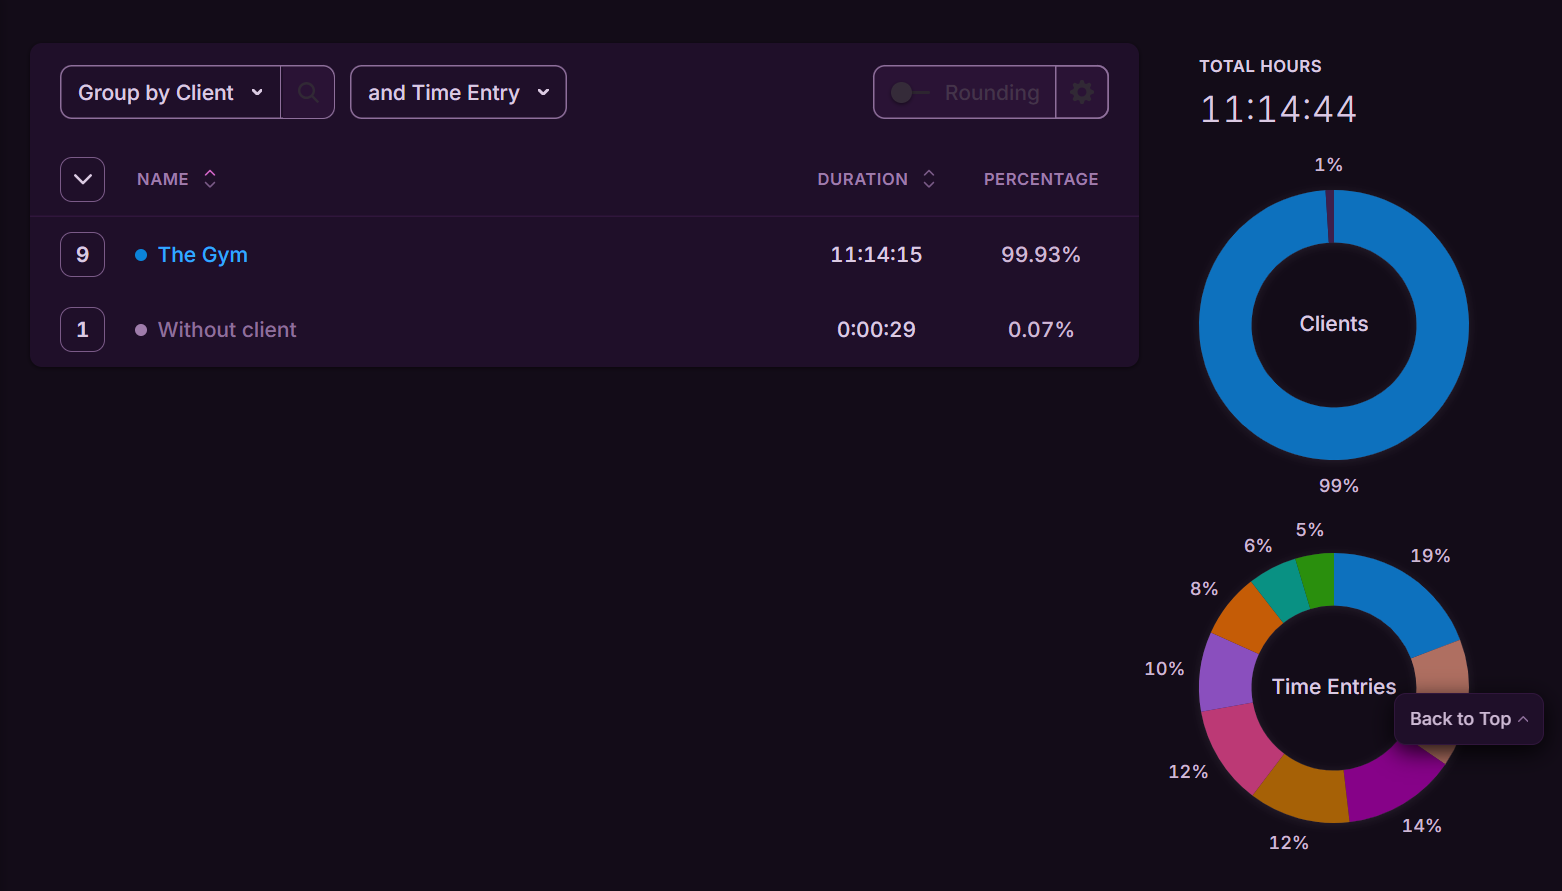 Group by Client
and Time Entry
Rounding
NAME
DURATION
PERCENTAGE
9
The Gym
11:14:15
99.93%
1
Without client
0:00:29
0.07%
TOTAL HOURS
11:14:44
1%
Clients
99%
5%
6%
19%
8%
10%
Time Entries
Back to Top
12%
14%
12%